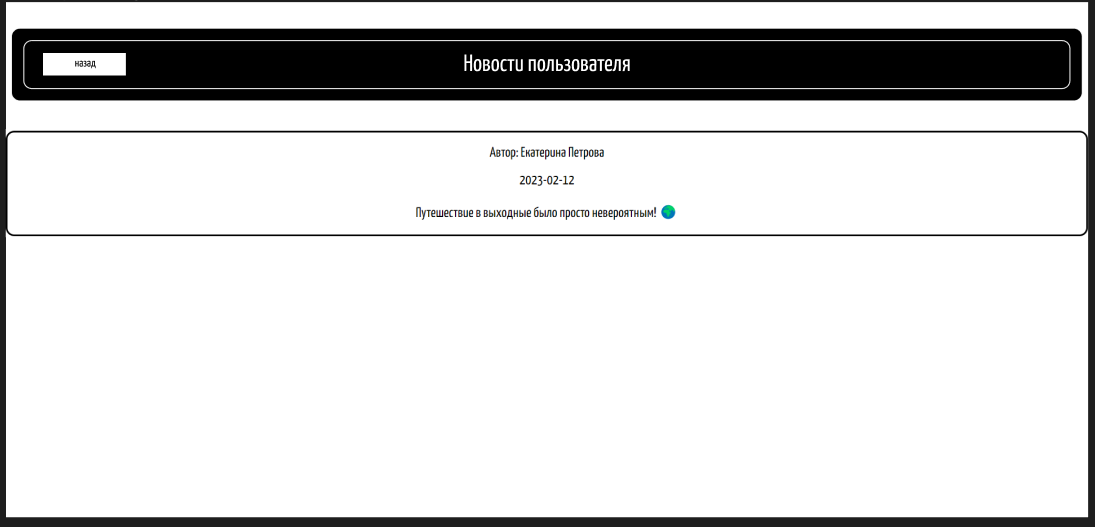 назад
Новости пользователя
Автор: Екатерина Петрова
2023-02-12
Путешествие в выходные было просто невероятным! 🌍